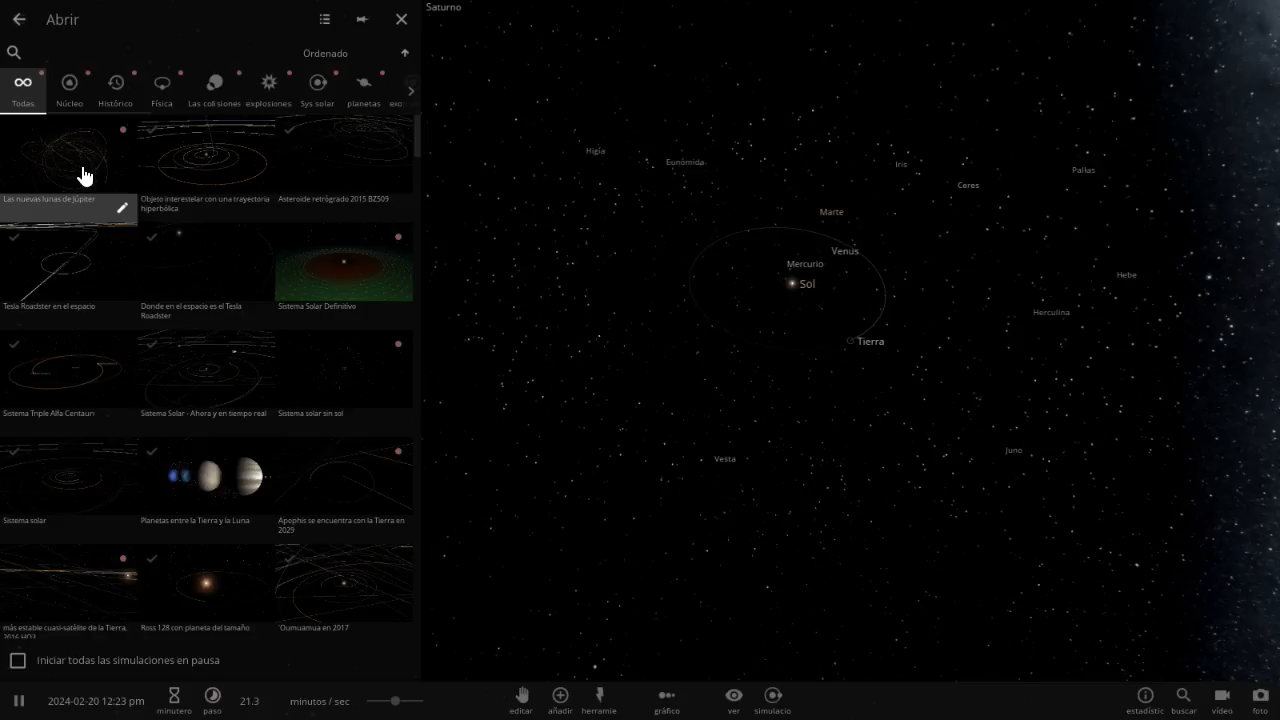 Saturno
Abrir
Ordenado
Todas
Núcleo
Histórico
Física
Las colisiones
explosiones
Sys solar
planetas
exo
Las nuevas lunas de Júpiter
Objeto interestelar con una trayectoria
hiperbólica
Asteroide retrógrado 2015 BZ509
Tesla Roadster en el espacio
Donde en el espacio es el Tesla
Roadster
Sistema Solar Definitivo
Sistema Triple Alfa Centauri
Sistema Solar - Ahora y en tiempo real
Sistema solar sin sol
Sistema solar
Planetas entre la Tierra y la Luna
Apophis se encuentra con la Tierra en
2029
más estable cuasi-satélite de la Tierra,
2016 HO3
Ross 128 con planeta del tamaño
'Oumuamua en 2017
Iniciar todas las simulaciones en pausa
Higía
Eunómida
Iris
Ceres
Pallas
Marte
Venus
Mercurio
Sol
Hebe
Herculina
Tierra
Vesta
Juno
2024-02-20 12:23 pm
minutero
paso
21.3
minutos / sec
editar
añadir
herramie
gráfico
ver
simulacio
estadístic
buscar
vídeo
foto